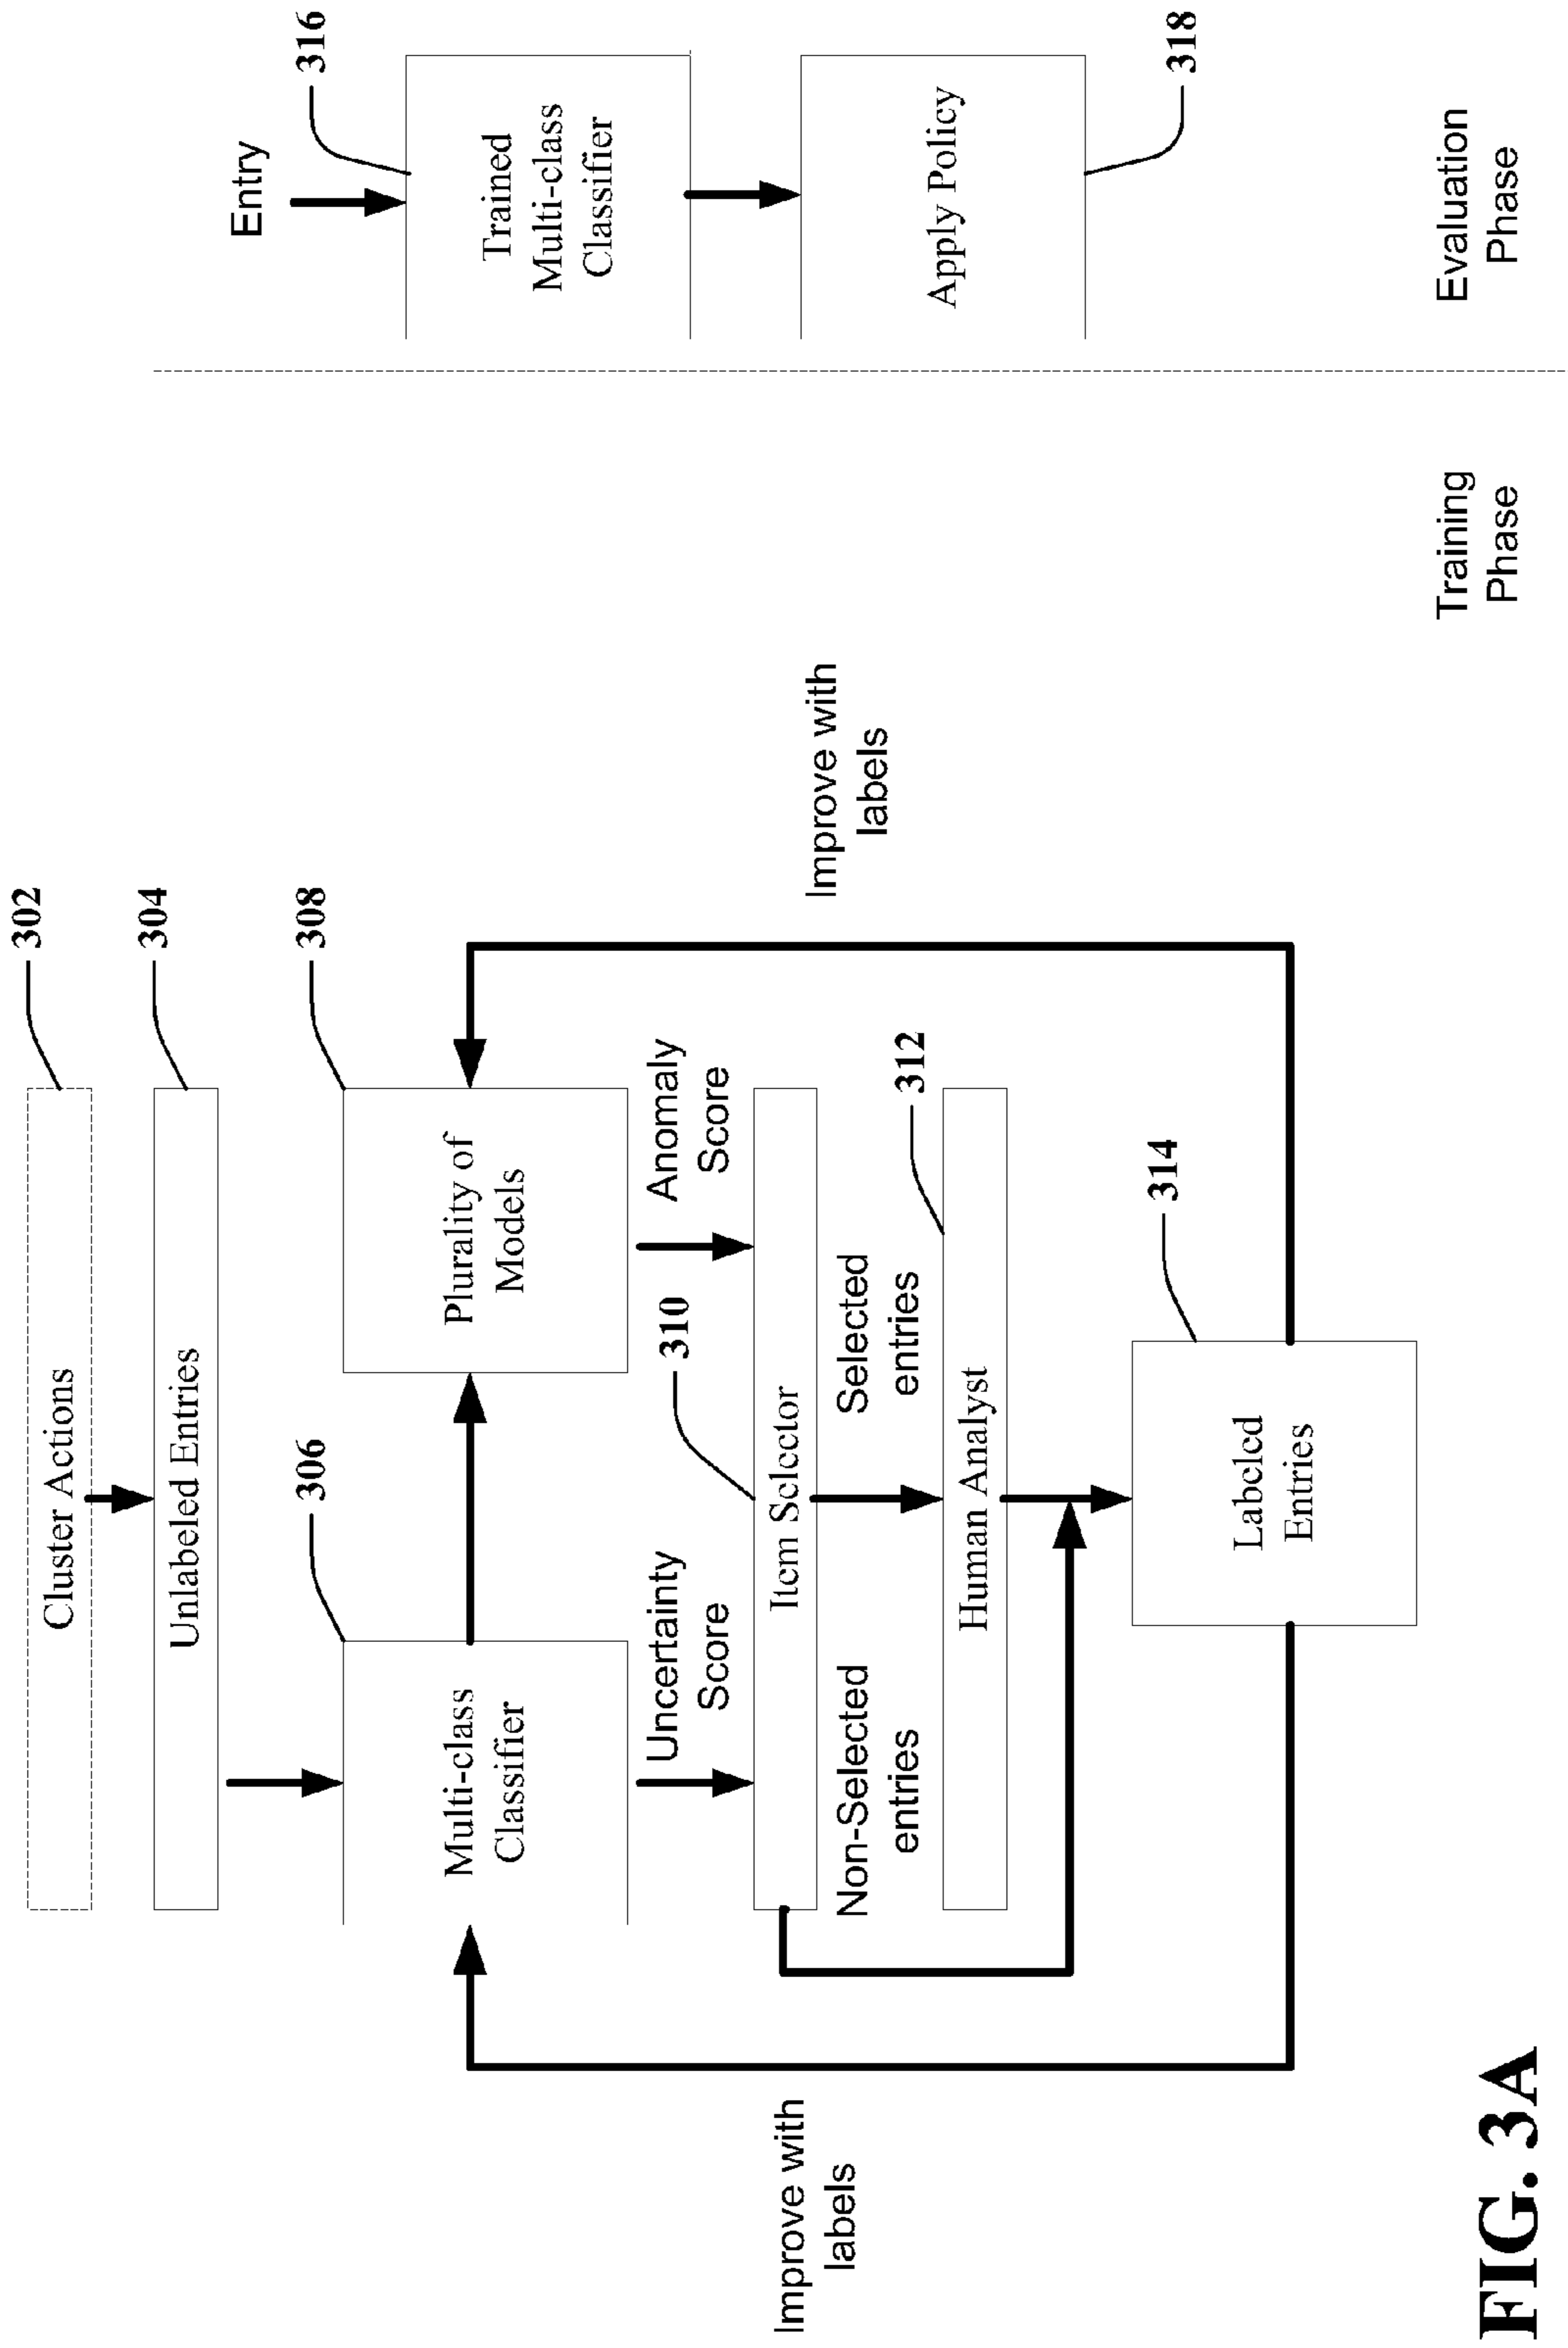 302
Cluster Actions
304
Unlabeled Entries
306
308
Multi-class
Classifier
Plurality of
Models
Uncertainty
Score
310
Anomaly
Score
Item Selector
Non-Selected
entries
Selected
entries
312
Human Analyst
314
Labeled
Entries
Improve with
labels
Improve with
labels
Training
Phase
Entry
316
Trained
Multi-class
Classifier
Apply Policy
318
Evaluation
Phase
FIG. 3A